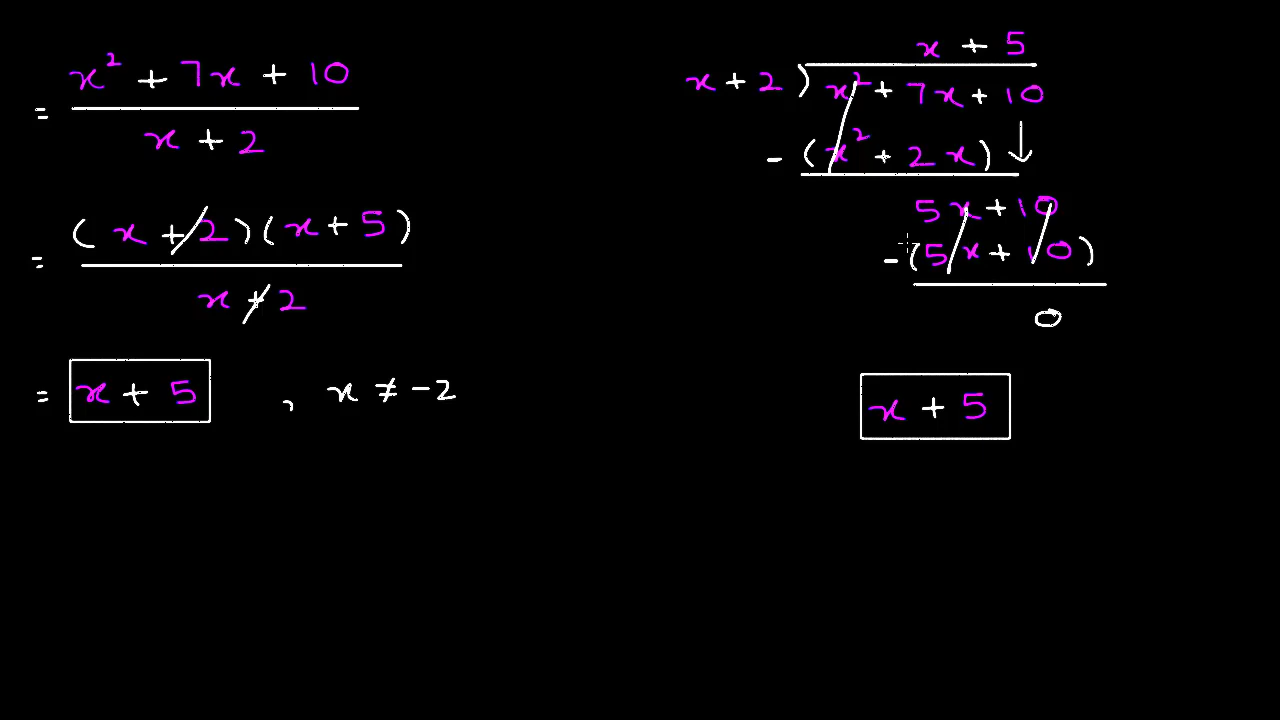 = x² + 7x + 10
x + 2
= (x + 2)(x + 5)
x + 2
= x + 5 , x ≠ -2
x + 5
x + 2 ) x² + 7x + 10
- (x² + 2x) ↓
5x + 10
- (5x + 10)
0
x + 5